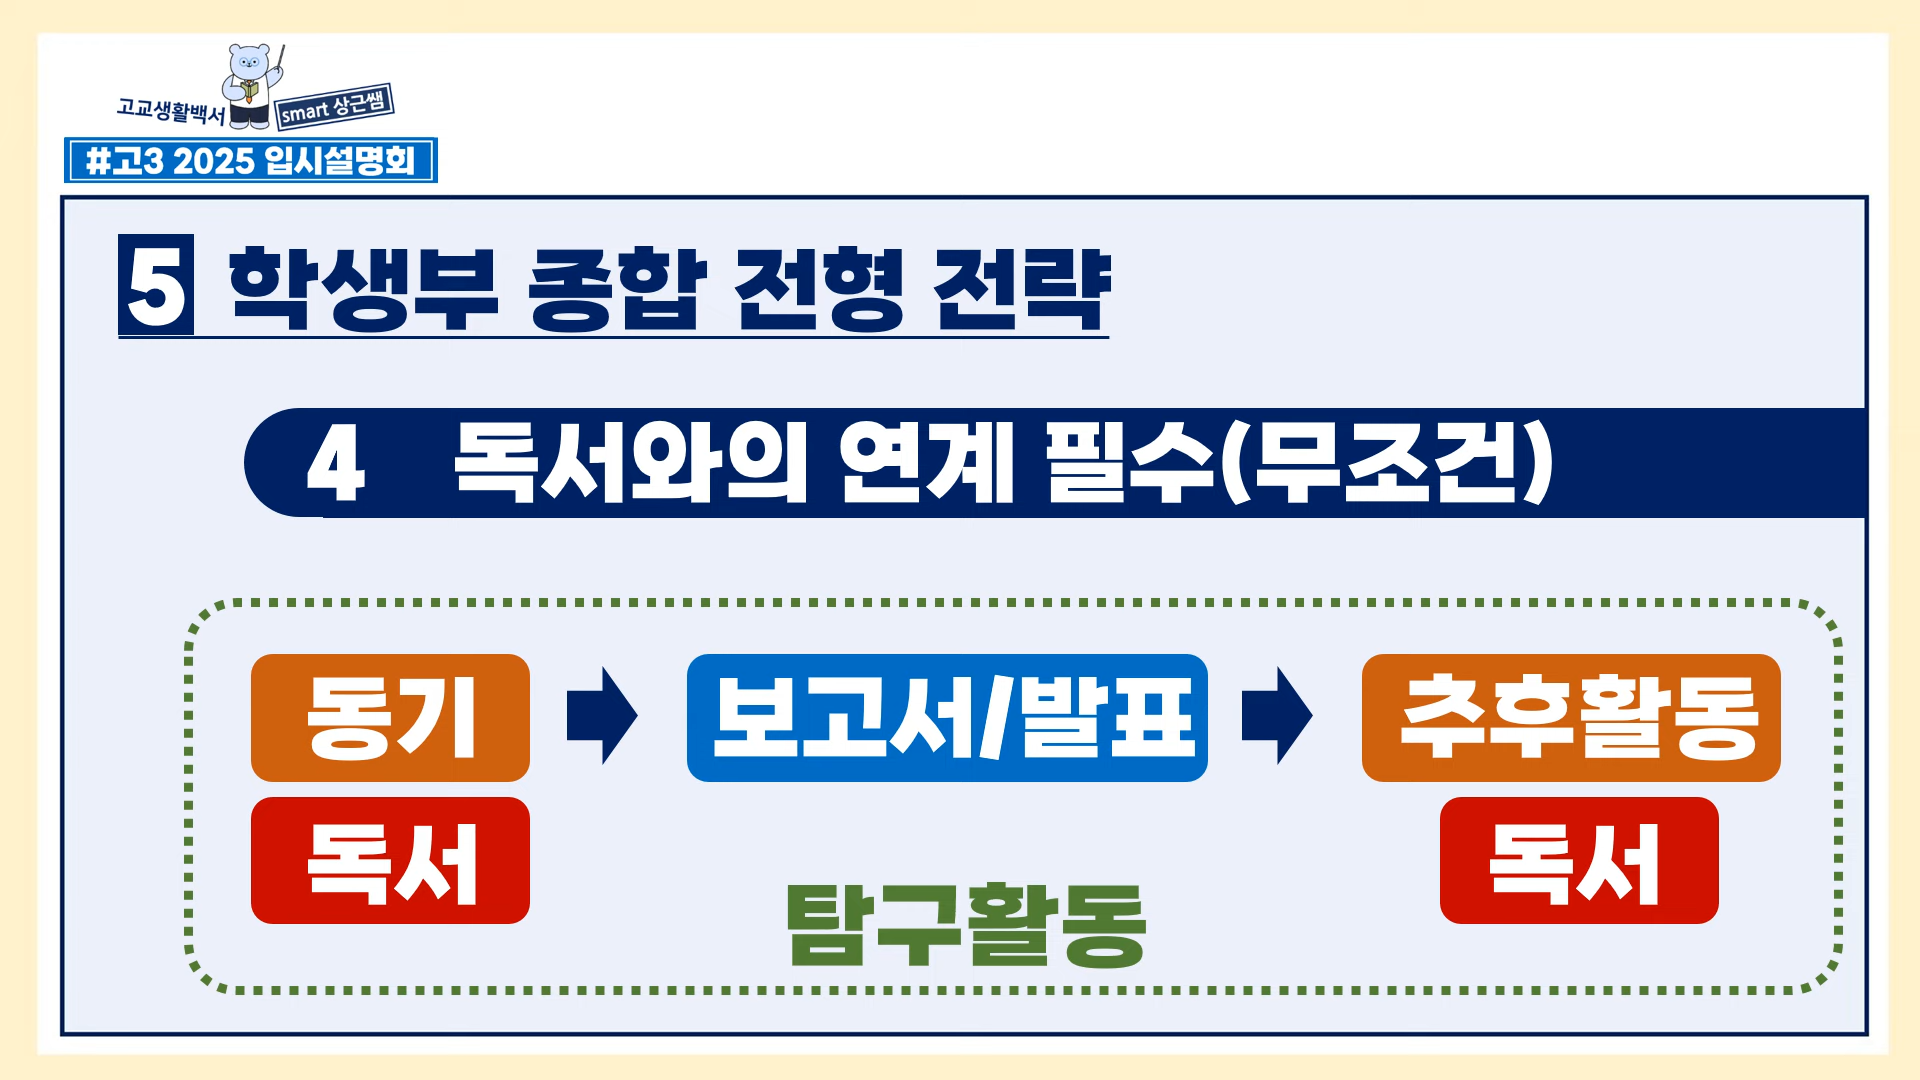 고교생활백서
smart 상근쌤
#고3 2025 입시설명회
5 학생부 종합 전형 전략
4 독서와의 연계 필수(무조건)
동기 보고서/발표 추후활동
독서 독서
탐구활동